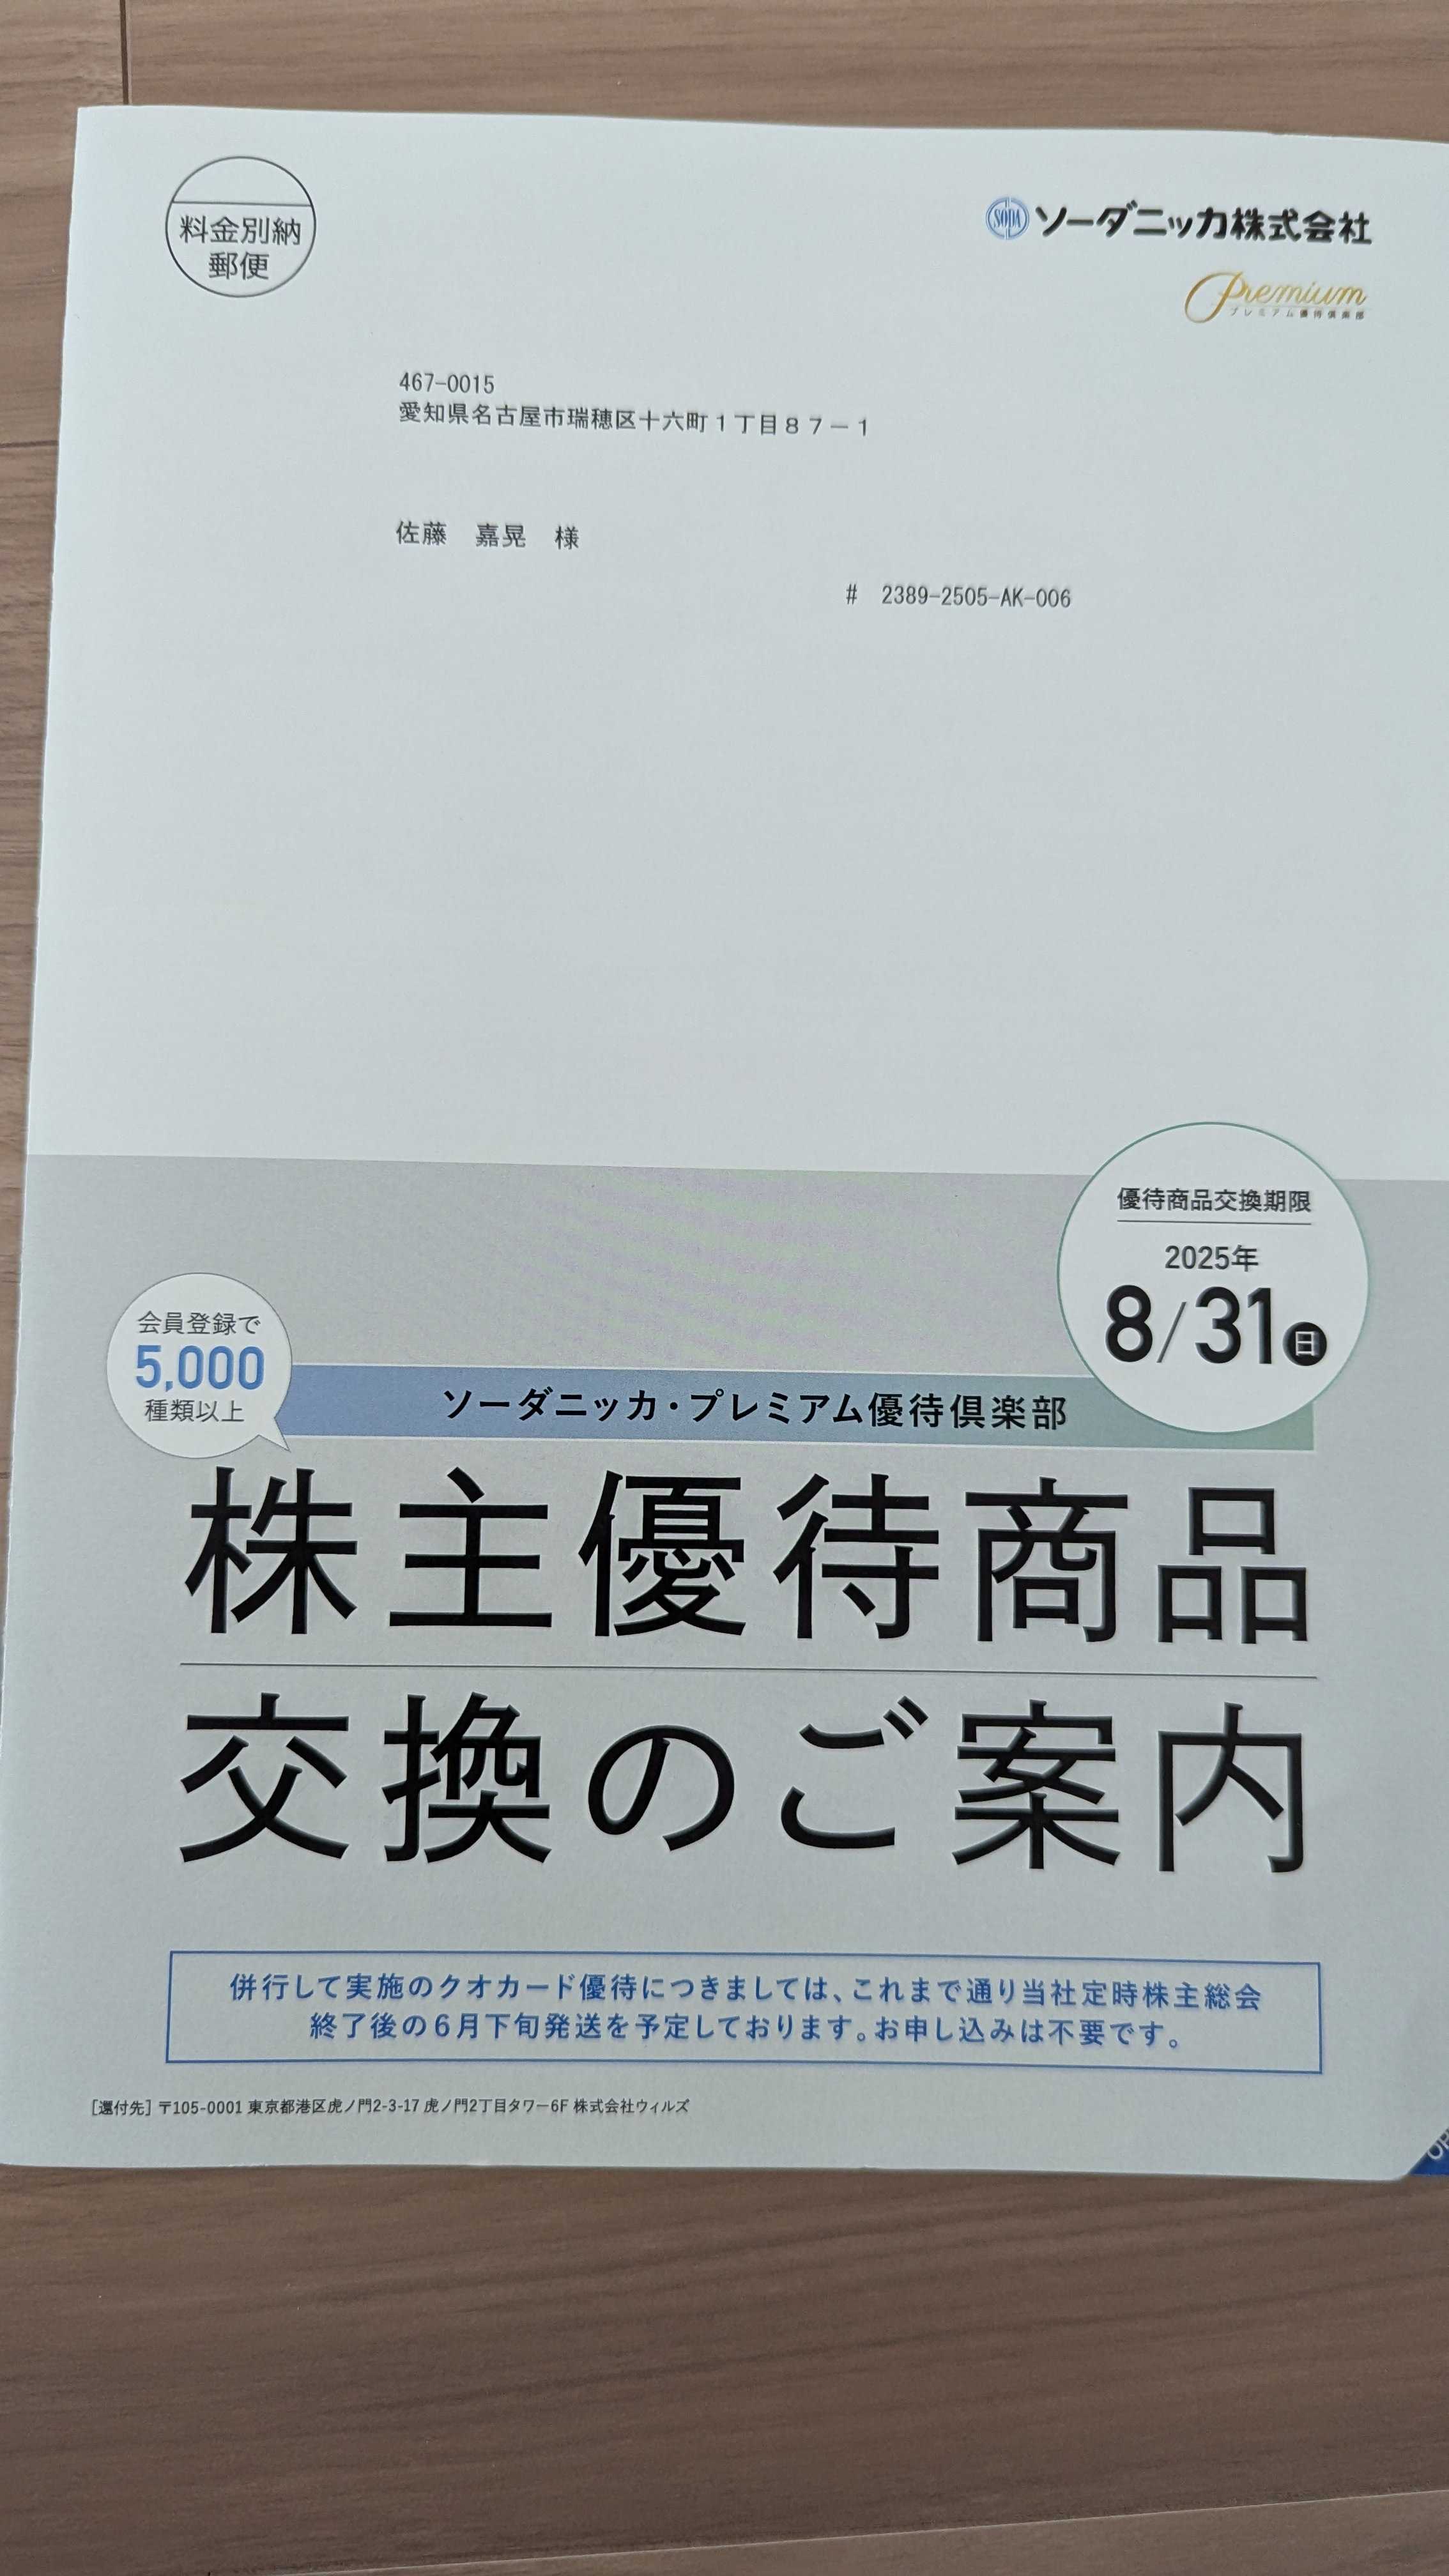 料金別納
郵便
SODA ソーダニッカ株式会社
Premium
プレミアム優待倶楽部
467-0015
愛知県名古屋市瑞穂区十六町1丁目87-1
佐藤 嘉晃 様
# 2389-2505-AK-006
優待商品交換期限
2025年
8/31日
会員登録で
5,000
種類以上
ソーダニッカ・プレミアム優待倶楽部
株主優待商品
交換のご案内
併行して実施のクオカード優待につきましては、これまで通り当社定時株主総会
終了後の6月下旬発送を予定しております。お申し込みは不要です。
[還付先] 〒105-0001 東京都港区虎ノ門2-3-17 虎ノ門2丁目タワー6F 株式会社ウィルズ